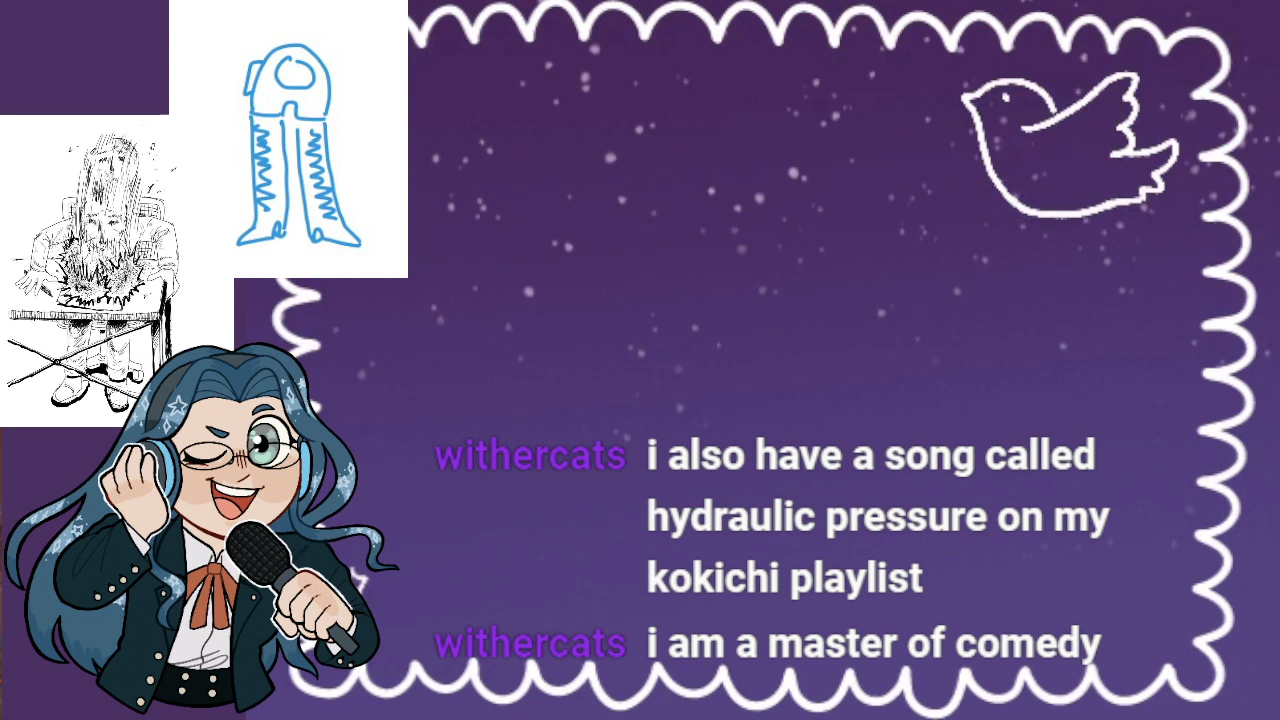 withercats i also have a song called
hydraulic pressure on my
kokichi playlist
withercats i am a master of comedy